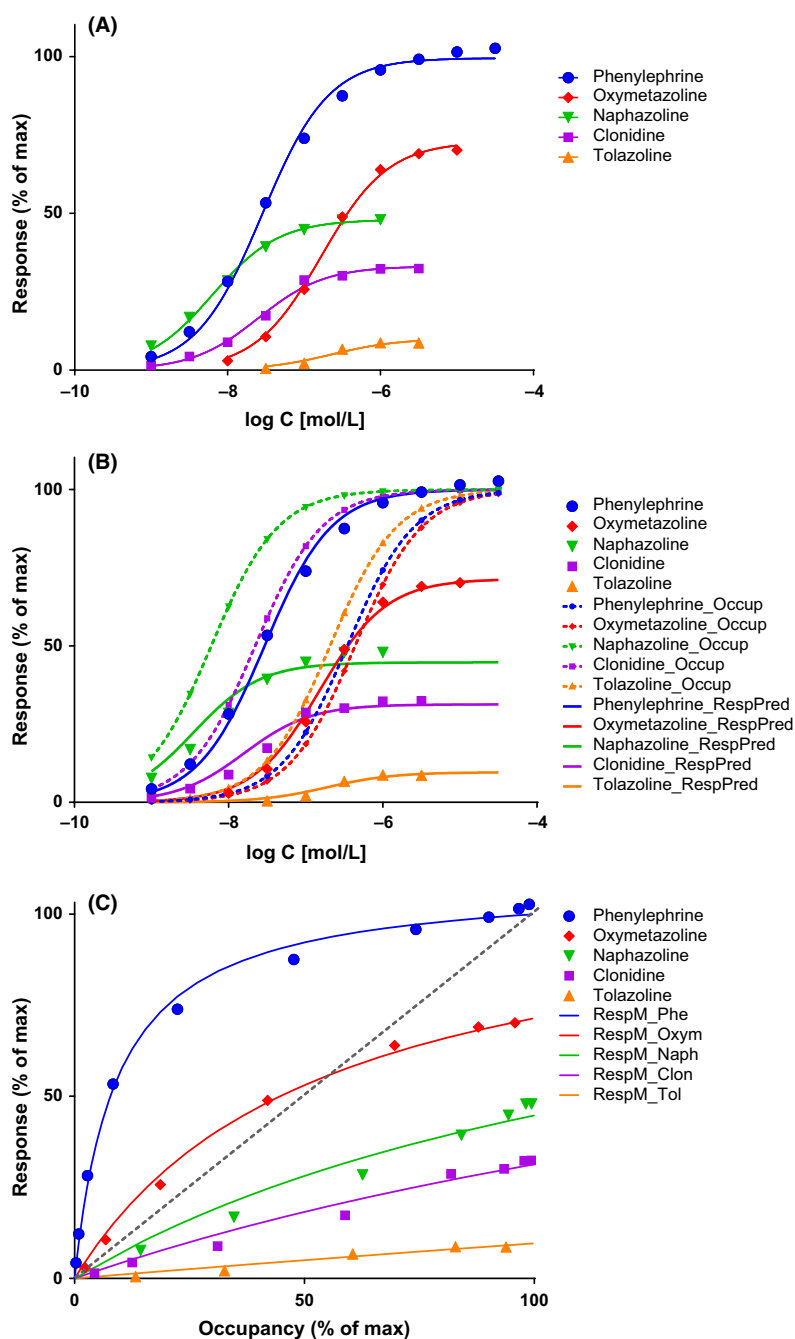 (A)
100
50
0
Response (% of max)
–10
–8
–6
–4
log C [mol/L]
Phenylephrine
Oxymetazoline
Naphazoline
Clonidine
Tolazoline
(B)
100
50
0
Response (% of max)
–10
–8
–6
–4
log C [mol/L]
Phenylephrine
Oxymetazoline
Naphazoline
Clonidine
Tolazoline
Phenylephrine_Occup
Oxymetazoline_Occup
Naphazoline_Occup
Clonidine_Occup
Tolazoline_Occup
Phenylephrine_RespPred
Oxymetazoline_RespPred
Naphazoline_RespPred
Clonidine_RespPred
Tolazoline_RespPred
(C)
100
50
0
Response (% of max)
0
50
100
Occupancy (% of max)
Phenylephrine
Oxymetazoline
Naphazoline
Clonidine
Tolazoline
RespM_Phe
RespM_Oxym
RespM_Naph
RespM_Clon
RespM_Tol